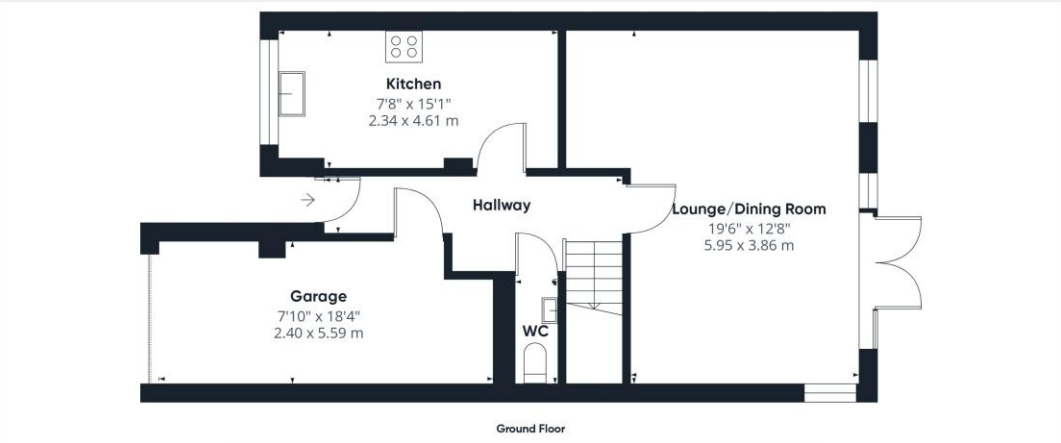 Kitchen
7'8" x 15'1"
2.34 x 4.61 m
Hallway
Lounge/Dining Room
19'6" x 12'8"
5.95 x 3.86 m
Garage
7'10" x 18'4"
2.40 x 5.59 m
WC
Ground Floor